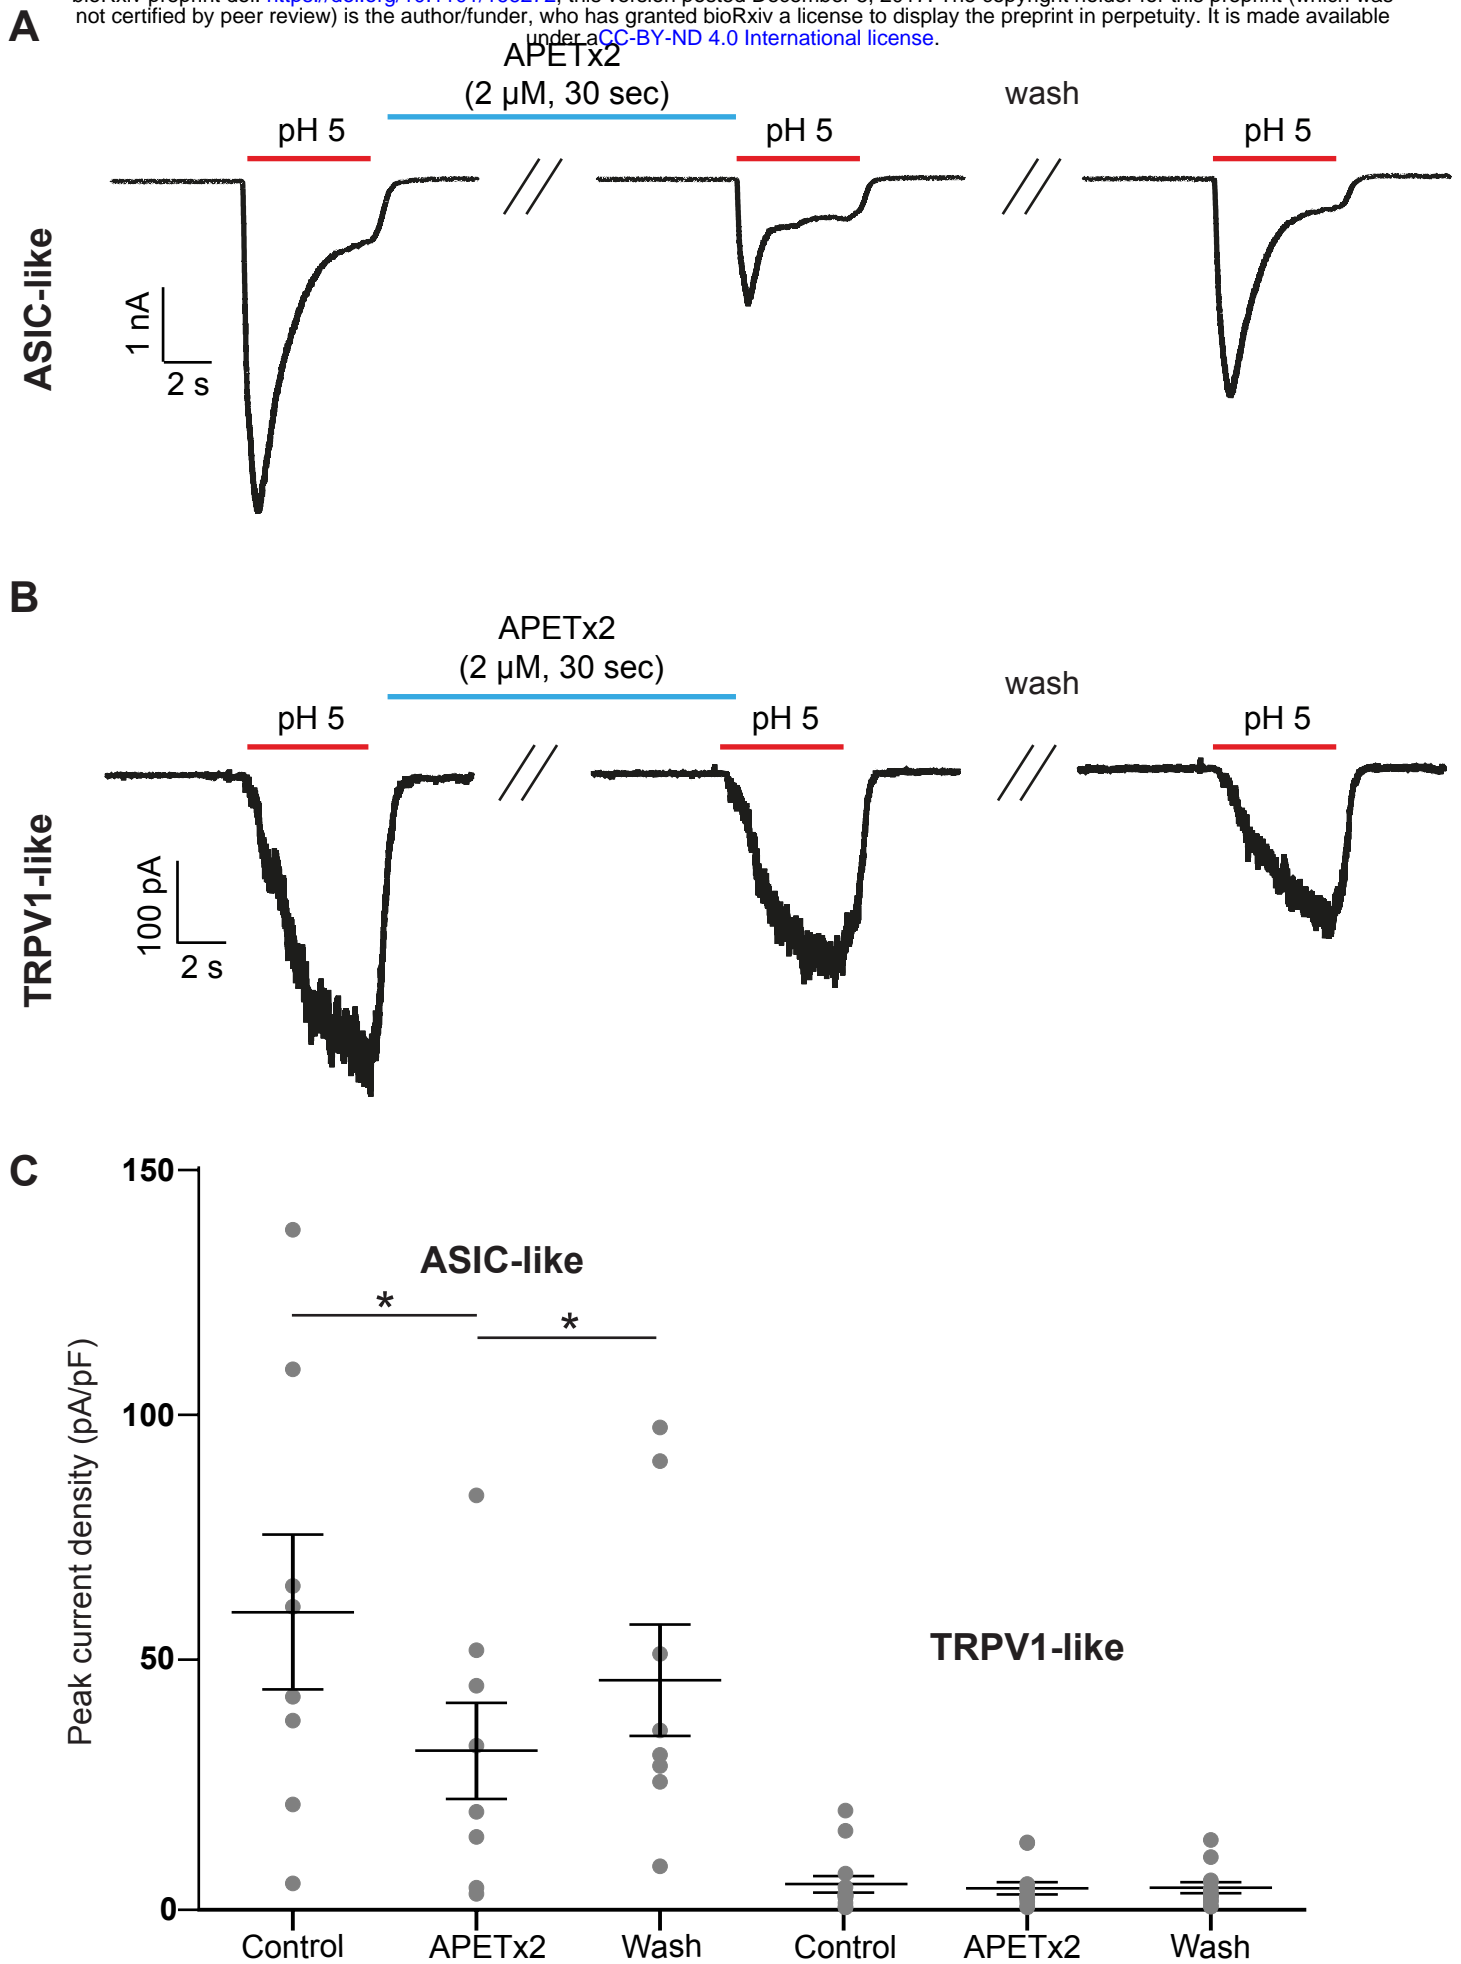 not certified by peer review) is the author/funder, who has granted bioRxiv a license to display the preprint in perpetuity. It is made available
under aCC-BY-ND 4.0 International license.
A
APETx2
(2 µM, 30 sec)
wash
pH 5
pH 5
pH 5
ASIC-like
1 nA
2 s
B
APETx2
(2 µM, 30 sec)
wash
pH 5
pH 5
pH 5
TRPV1-like
100 pA
2 s
C
150
ASIC-like
*
*
100
Peak current density (pA/pF)
TRPV1-like
50
0
Control
APETx2
Wash
Control
APETx2
Wash